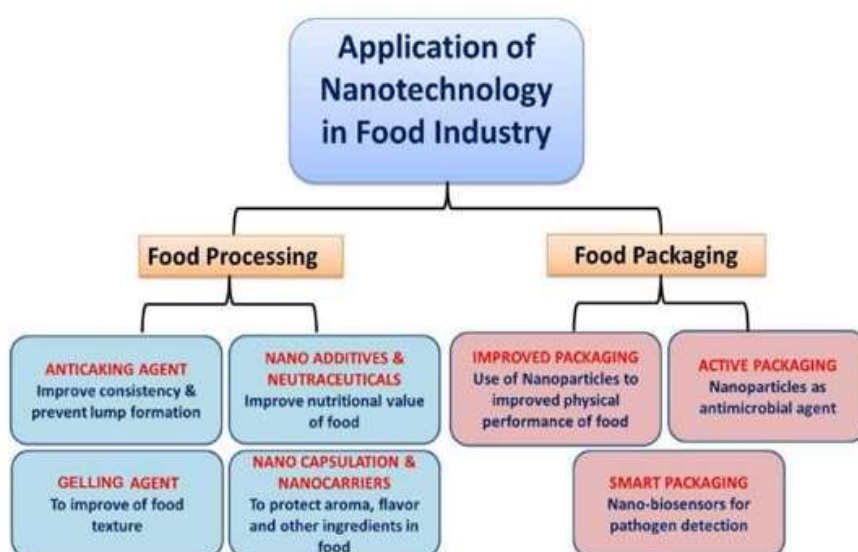 Application of
Nanotechnology
in Food Industry
Food Processing
Food Packaging
ANTICAKING AGENT
Improve consistency &
prevent lump formation
NANO ADDITIVES &
NEUTRACEUTICALS
Improve nutritional value
of food
IMPROVED PACKAGING
Use of Nanoparticles to
improved physical
performance of food
ACTIVE PACKAGING
Nanoparticles as
antimicrobial agent
GELLING AGENT
To improve of food
texture
NANO CAPSULATION &
NANOCARRIERS
To protect aroma, flavor
and other ingredients in
food
SMART PACKAGING
Nano-biosensors for
pathogen detection